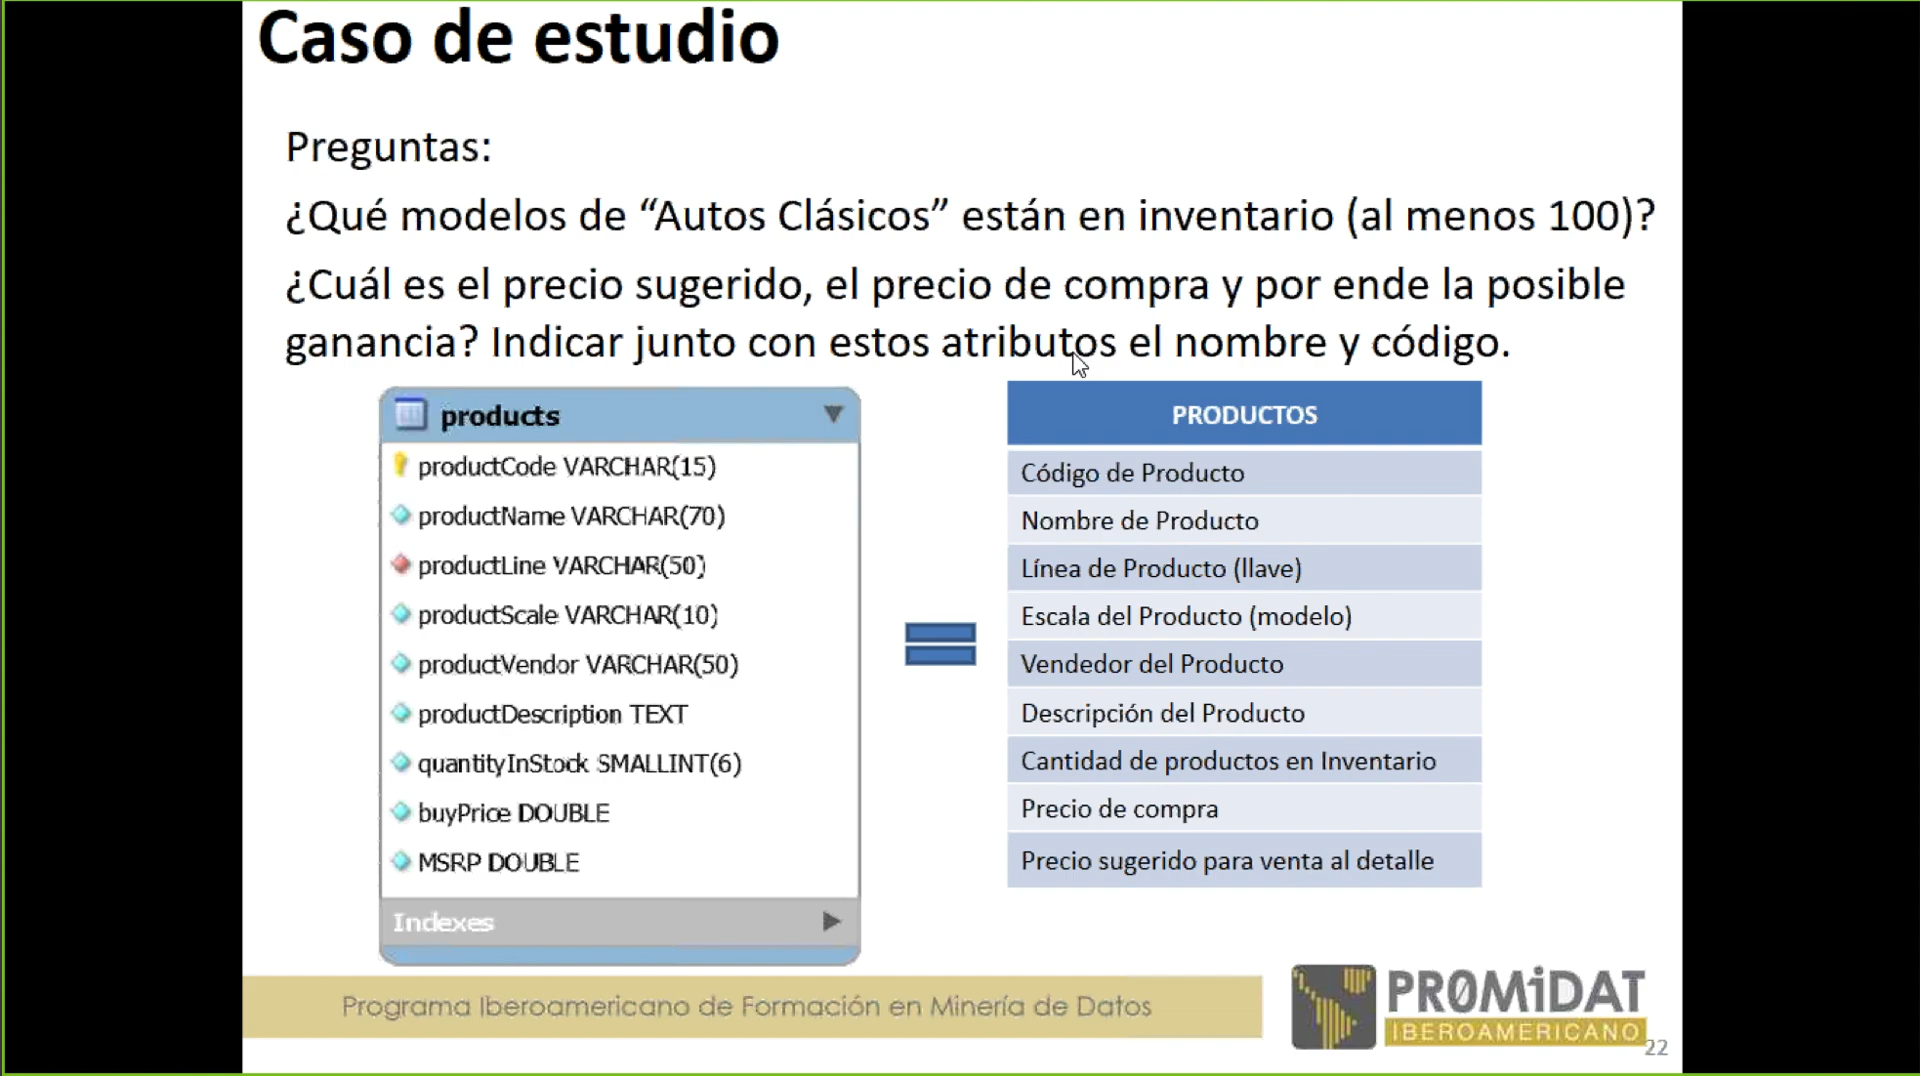 Caso de estudio
Preguntas:
¿Qué modelos de “Autos Clásicos” están en inventario (al menos 100)?
¿Cuál es el precio sugerido, el precio de compra y por ende la posible
ganancia? Indicar junto con estos atributos el nombre y código.
products
productCode VARCHAR(15)
productName VARCHAR(70)
productLine VARCHAR(50)
productScale VARCHAR(10)
productVendor VARCHAR(50)
productDescription TEXT
quantityInStock SMALLINT(6)
buyPrice DOUBLE
MSRP DOUBLE
Indexes
PRODUCTOS
Código de Producto
Nombre de Producto
Línea de Producto (llave)
Escala del Producto (modelo)
Vendedor del Producto
Descripción del Producto
Cantidad de productos en Inventario
Precio de compra
Precio sugerido para venta al detalle
Programa Iberoamericano de Formación en Minería de Datos
PR0MiDAT
IBEROAMERICANO
22